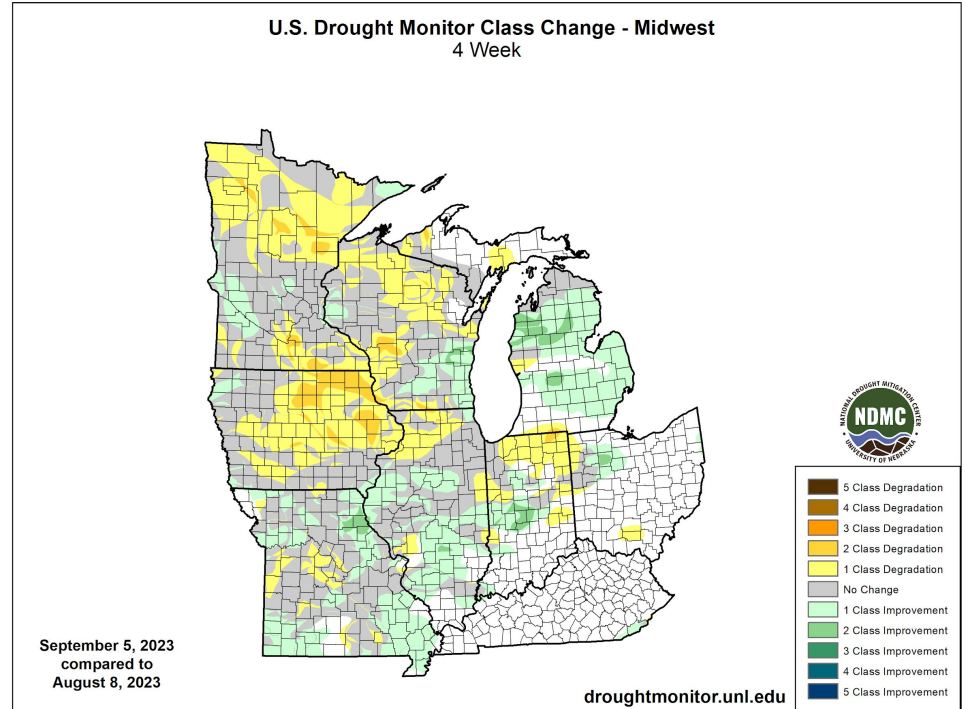 U.S. Drought Monitor Class Change - Midwest
4 Week
NATIONAL DROUGHT MITIGATION CENTER
NDMC
UNIVERSITY OF NEBRASKA
5 Class Degradation
4 Class Degradation
3 Class Degradation
2 Class Degradation
1 Class Degradation
No Change
1 Class Improvement
2 Class Improvement
3 Class Improvement
4 Class Improvement
5 Class Improvement
September 5, 2023
compared to
August 8, 2023
droughtmonitor.unl.edu